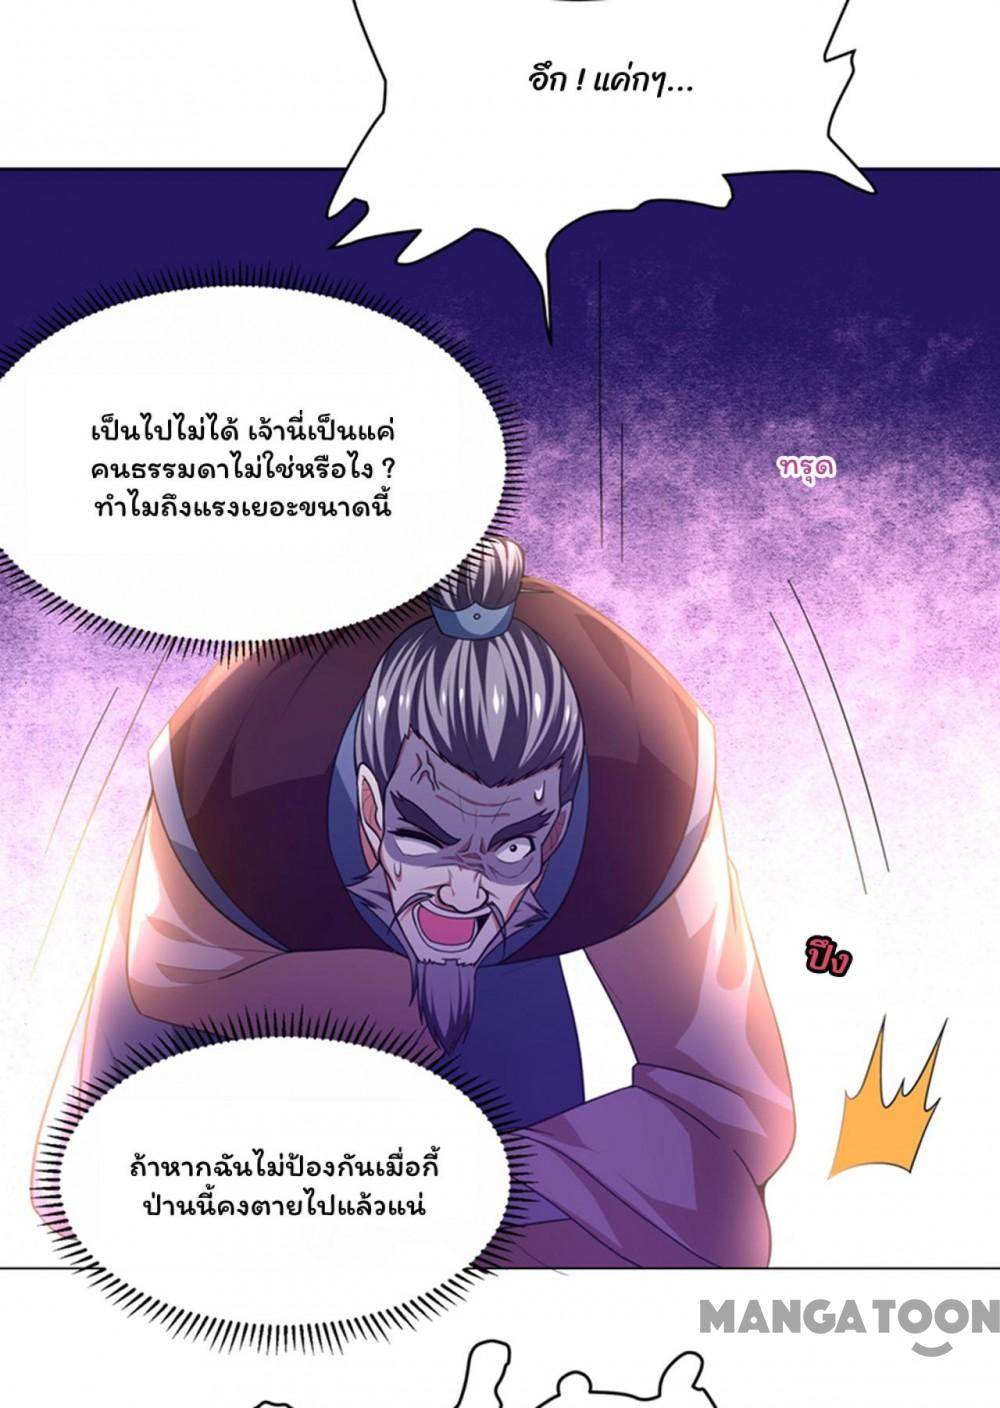 อึก ! แค่กๆ...
เป็นไปไม่ได้ เจ้านี่เป็นแค่
คนธรรมดาไม่ใช่หรือไง ?
ทำไมถึงแรงเยอะขนาดนี้
ทรุด
ปึง
ถ้าหากฉันไม่ป้องกันเมื่อกี้
ป่านนี้คงตายไปแล้วแน่
MANGATOON